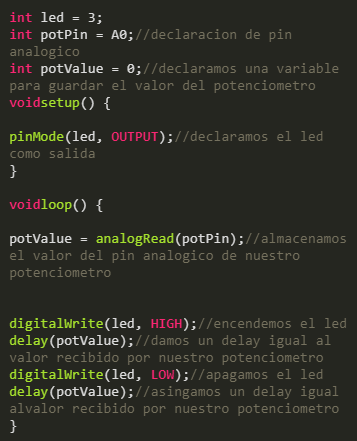 int led = 3;
int potPin = A0;//declaracion de pin
analogico
int potValue = 0;//declaramos una variable
para guardar el valor del potenciometro
voidsetup() {
pinMode(led, OUTPUT);//declaramos el led
como salida
}
voidloop() {
potValue = analogRead(potPin);//almacenamos
el valor del pin analogico de nuestro
potenciometro
digitalWrite(led, HIGH);//encendemos el led
delay(potValue);//damos un delay igual al
valor recibido por nuestro potenciometro
digitalWrite(led, LOW);//apagamos el led
delay(potValue);//asingamos un delay igual
alvalor recibido por nuestro potenciometro
}